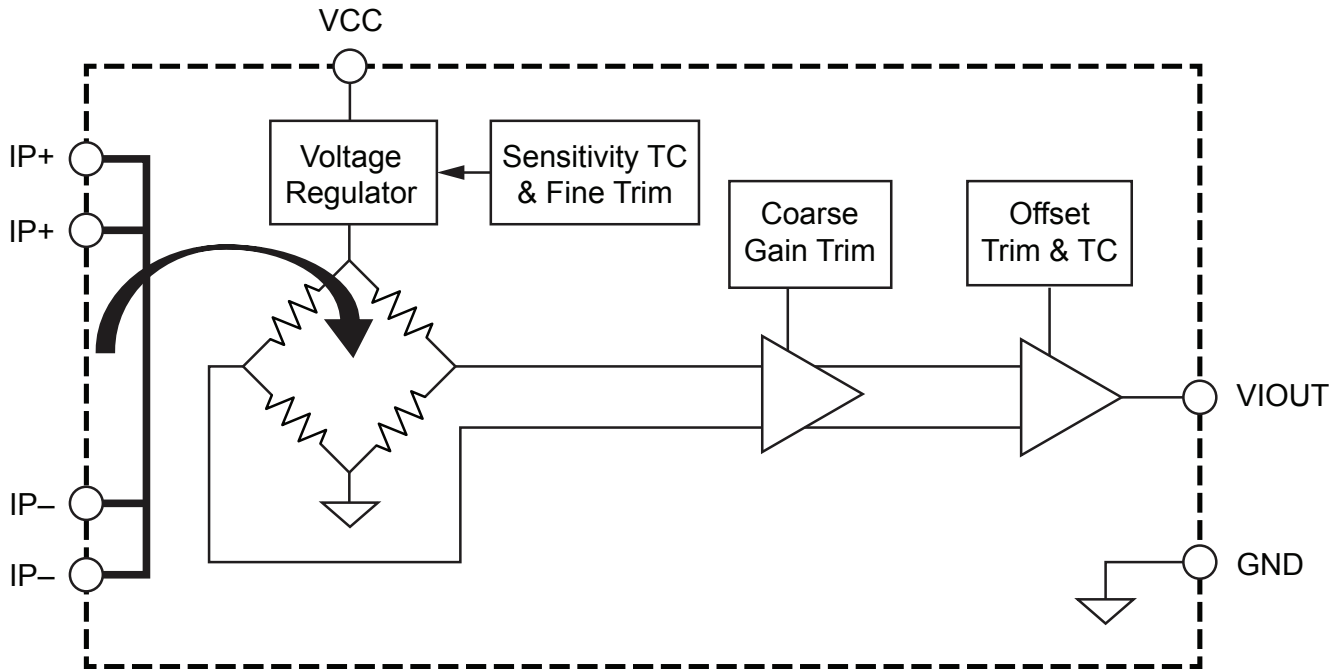 VCC
IP+
IP+
Voltage
Regulator
Sensitivity TC
& Fine Trim
Coarse
Gain Trim
Offset
Trim & TC
VIOUT
IP–
IP–
GND